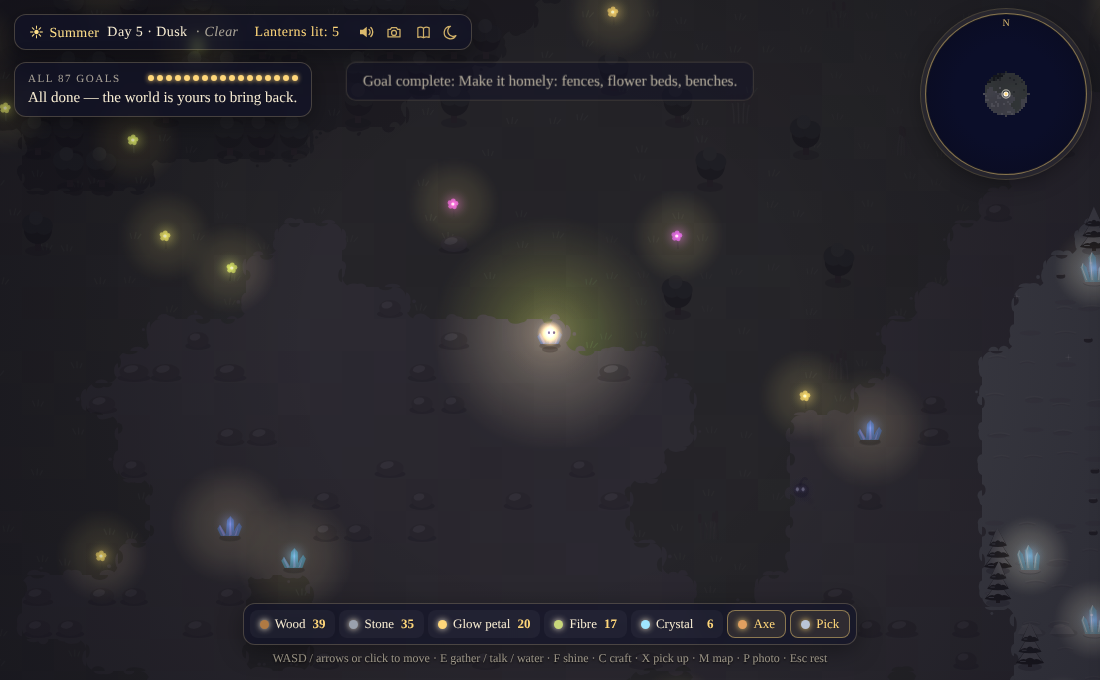 Summer Day 5 · Dusk · Clear Lanterns lit: 5
N
ALL 87 GOALS
All done — the world is yours to bring back.
Goal complete: Make it homely: fences, flower beds, benches.
Wood 39 Stone 35 Glow petal 20 Fibre 17 Crystal 6 Axe Pick
WASD / arrows or click to move · E gather / talk / water · F shine · C craft · X pick up · M map · P photo · Esc rest